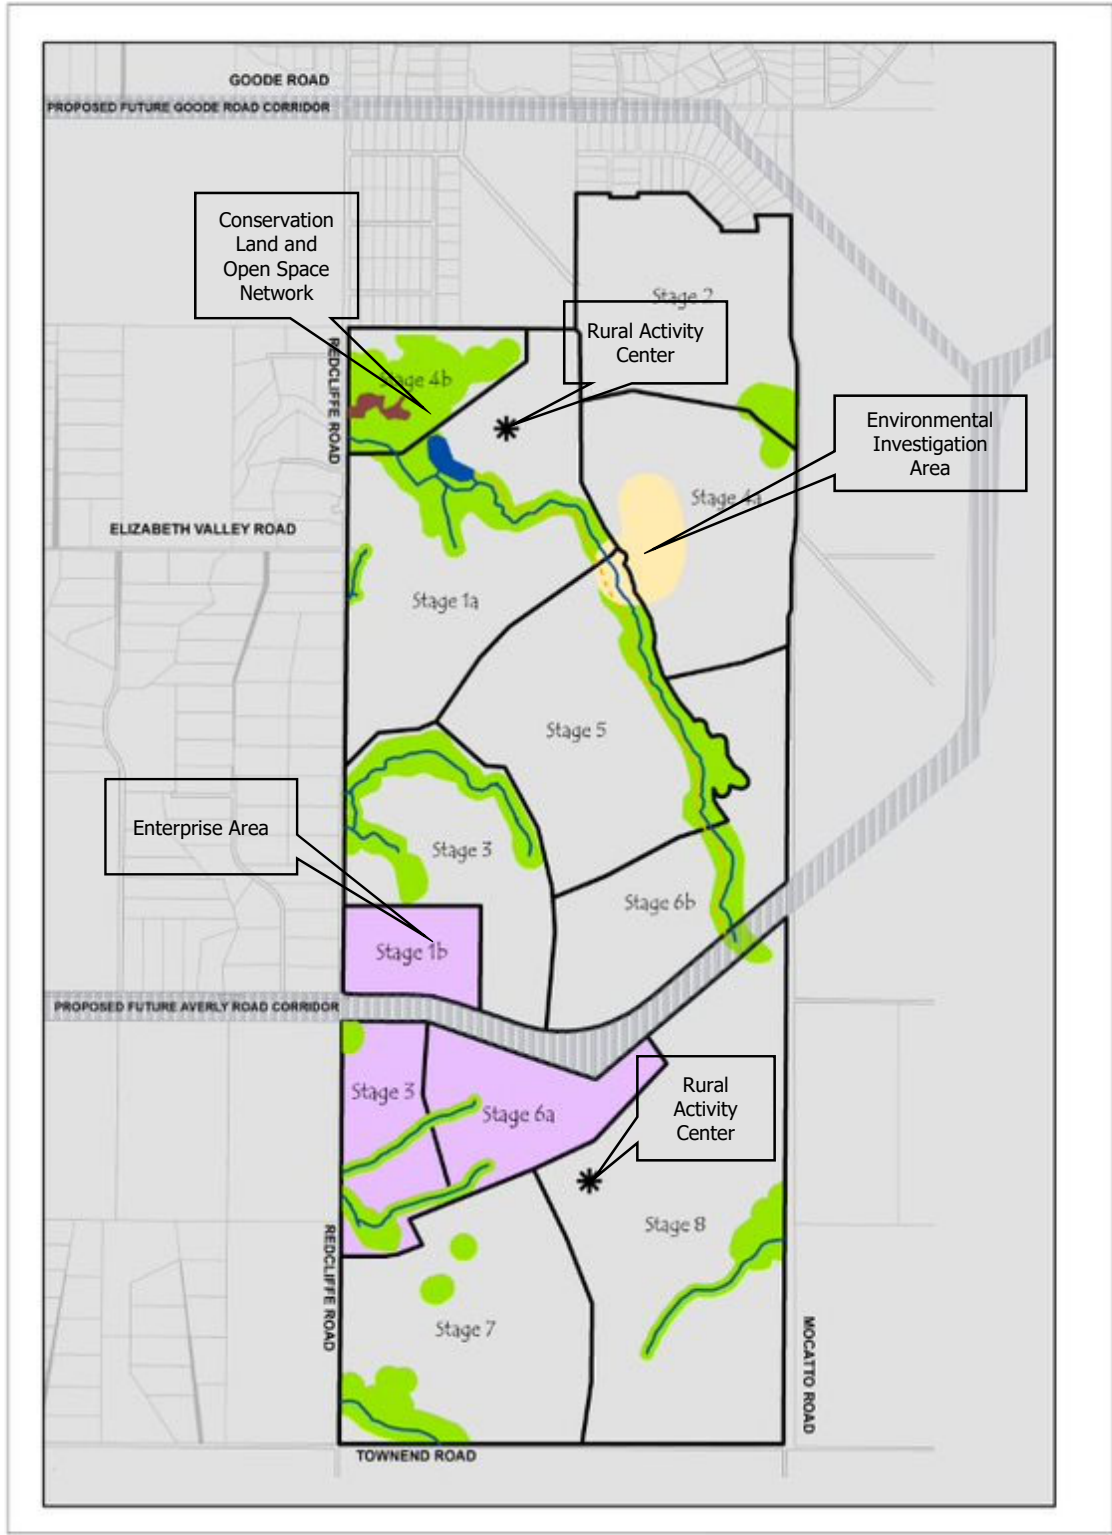 GOODE ROAD
PROPOSED FUTURE GOODE ROAD CORRIDOR
Conservation
Land and
Open Space
Network
Stage 2
Rural Activity
Center
REDCLIFFE ROAD
Stage 4b
Environmental
Investigation
Area
Stage 4a
ELIZABETH VALLEY ROAD
Stage 1a
Stage 5
Enterprise Area
Stage 3
Stage 6b
Stage 1b
PROPOSED FUTURE AVERLY ROAD CORRIDOR
Stage 3
Stage 6a
Rural
Activity
Center
Stage 8
REDCLIFFE ROAD
Stage 7
MOCATTO ROAD
TOWNEND ROAD